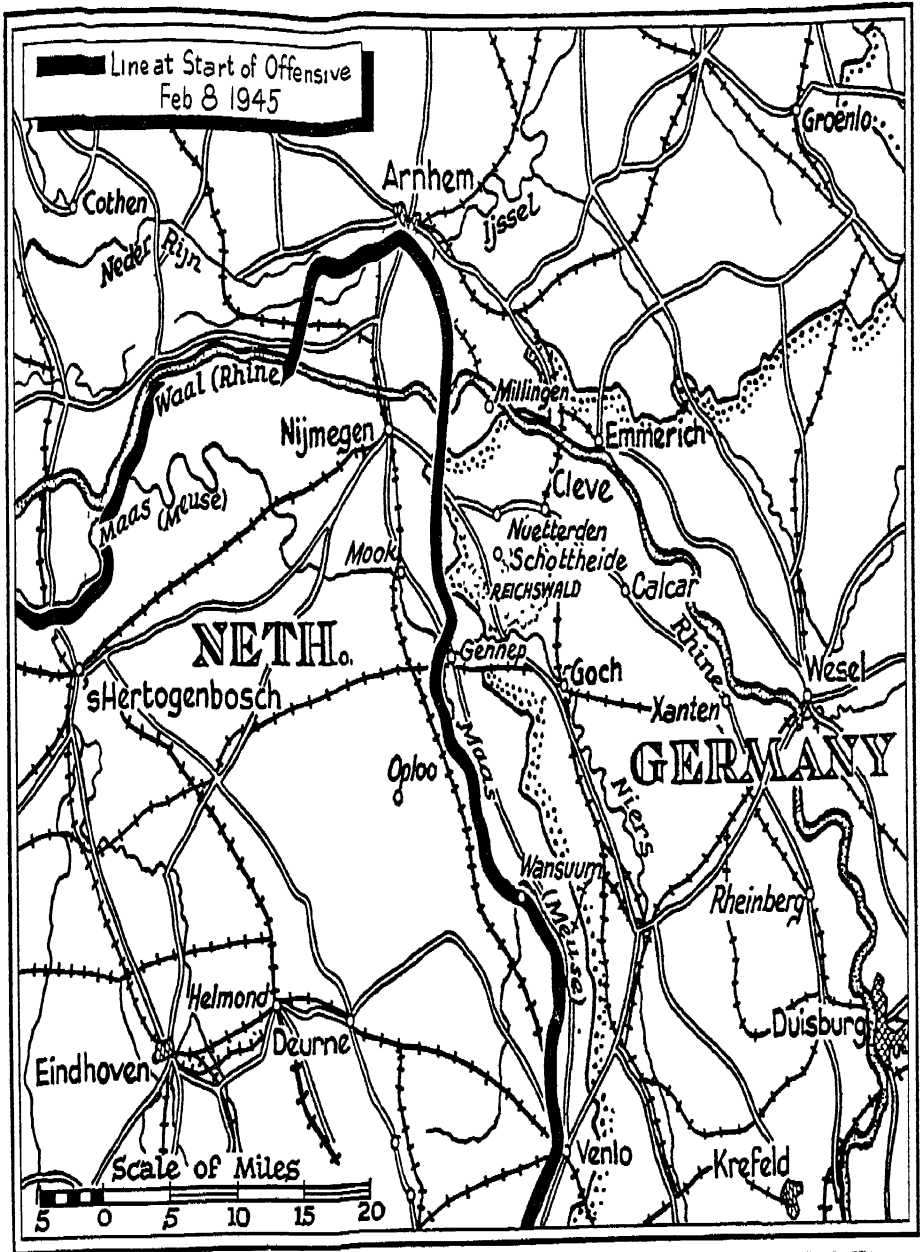 Line at Start of Offensive
Feb 8 1945
Groenlo
Arnhem
Cothen
Ijssel
Neder Rijn
Waal (Rhine)
Millingen
Nijmegen
Emmerich
Cleve
Maas (Meuse)
Nuetterden
Mook
Schottheide
REICHSWALD
Calcar
NETH.
Gennep
Rhine
Wesel
Goch
sHertogenbosch
Xanten
Maas
GERMANY
Oploo
Niers
Wansuum
(Meuse)
Rheinberg
Helmond
Duisburg
Deurne
Eindhoven
Venlo
Krefeld
Scale of Miles
5 0 5 10 15 20